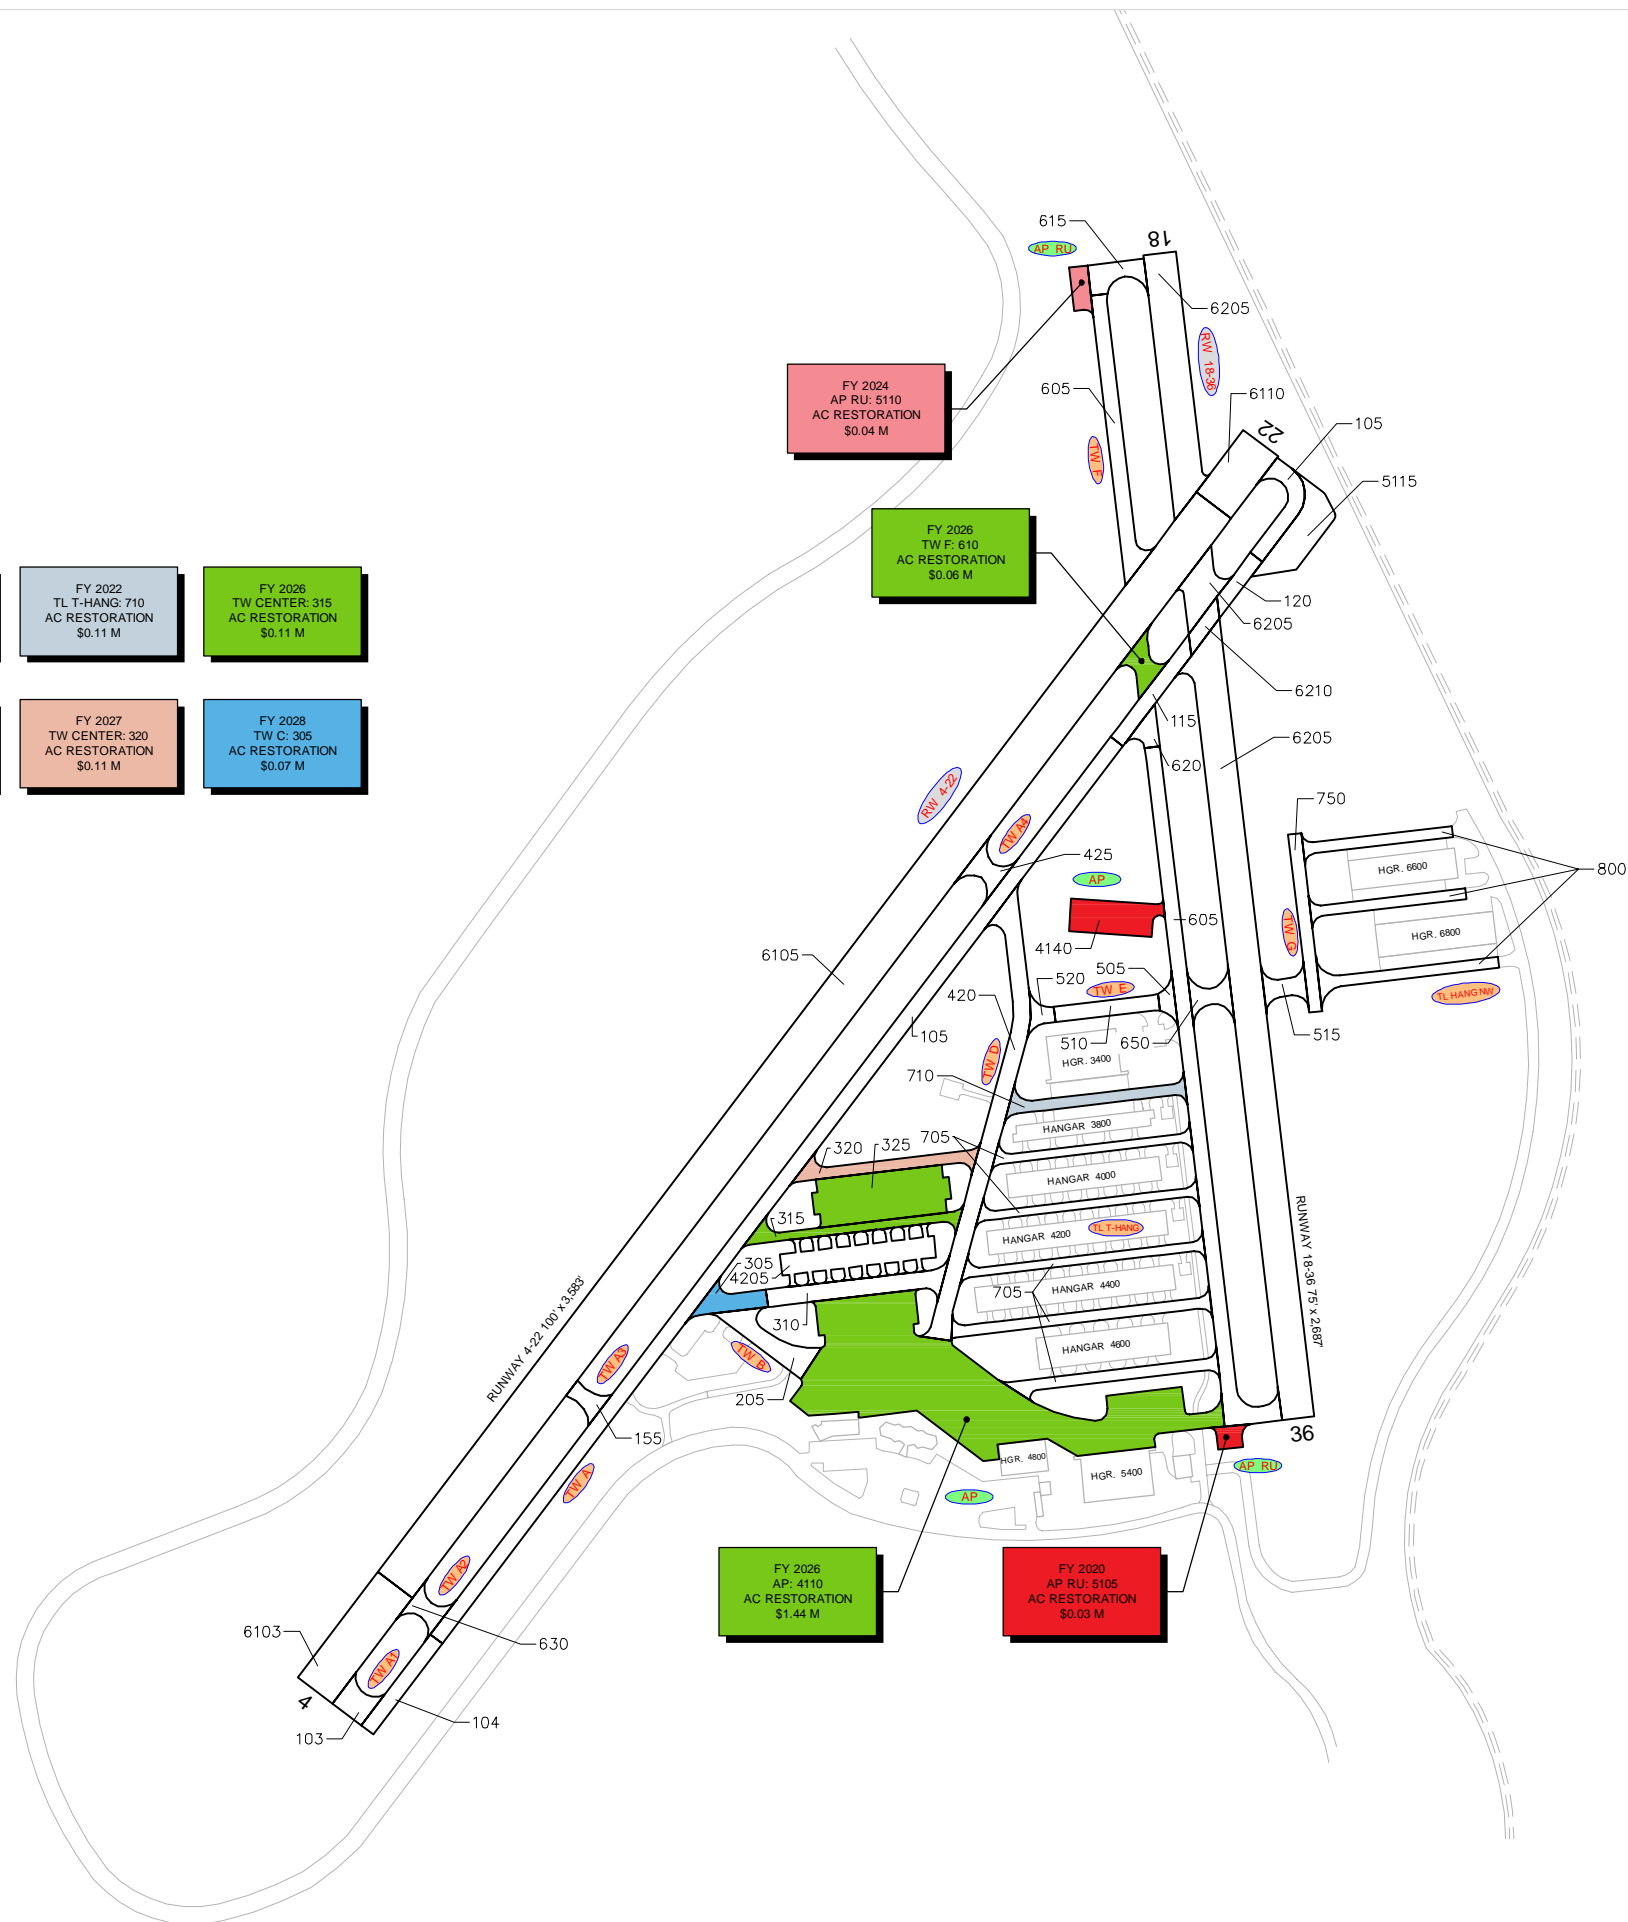 18
615
AP RU
6205
RW 18-36
FY 2024
AP RU: 5110
AC RESTORATION
$0.04 M
605
6110
22
105
TW F
5115
FY 2026
TW F: 610
AC RESTORATION
$0.06 M
FY 2022
TL T-HANG: 710
AC RESTORATION
$0.11 M
FY 2026
TW CENTER: 315
AC RESTORATION
$0.11 M
120
6205
6210
FY 2027
TW CENTER: 320
AC RESTORATION
$0.11 M
FY 2028
TW C: 305
AC RESTORATION
$0.07 M
115
6205
620
RW 4-22
750
TW A4
425
AP
HGR. 6600
800
605
TW G
HGR. 6800
4140
6105
505
520
TW E
TL HANG NW
420
105
510
650
515
TW D
HGR. 3400
710
HANGAR 3800
705
320
325
HANGAR 4000
315
TL T-HANG
HANGAR 4200
RUNWAY 18-36 75' x 2,687'
305
4205
HANGAR 4400
705
RUNWAY 4-22 100' x 3,583'
310
HANGAR 4600
TW B
TW A3
205
155
36
HGR. 4800
AP RU
HGR. 5400
TW A
AP
TW A2
FY 2026
AP: 4110
AC RESTORATION
$1.44 M
FY 2020
AP RU: 5105
AC RESTORATION
$0.03 M
6103
630
TW A1
4
104
103